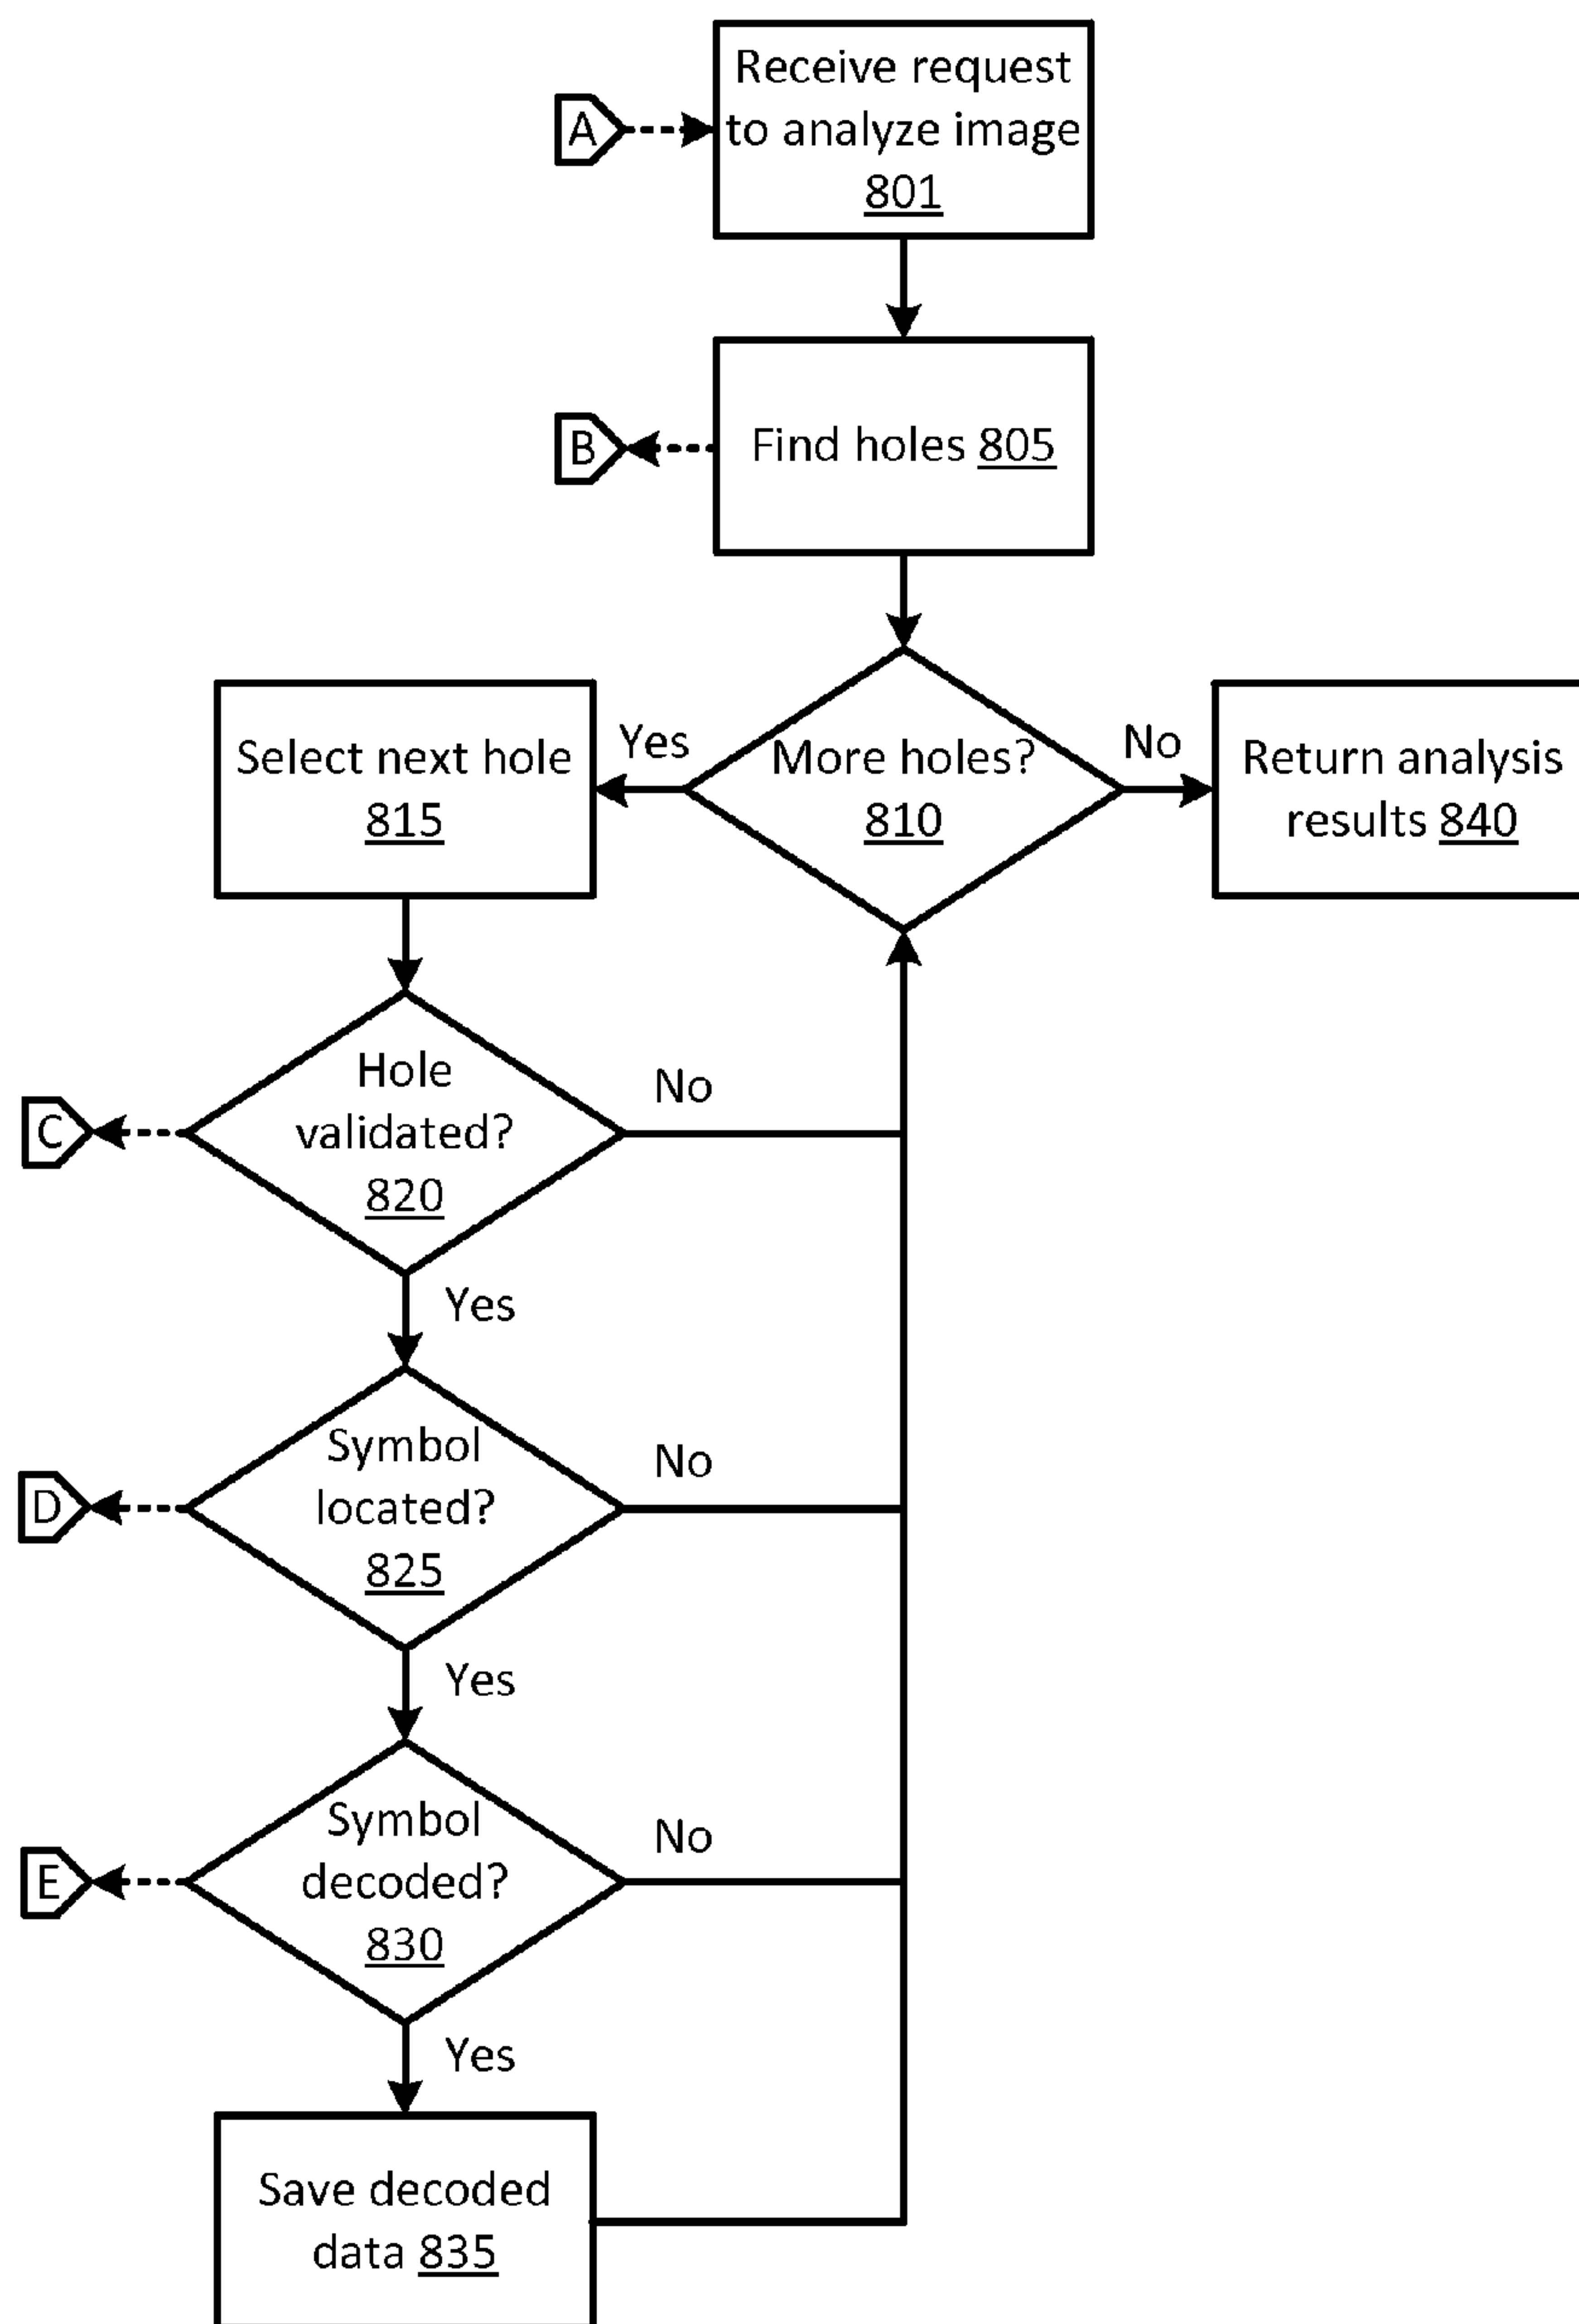 Receive request
to analyze image
801
A
Find holes 805
B
More holes?
810
Yes
No
Select next hole
815
Return analysis
results 840
Hole
validated?
820
No
C
Yes
Symbol
located?
825
No
D
Yes
Symbol
decoded?
830
No
E
Yes
Save decoded
data 835